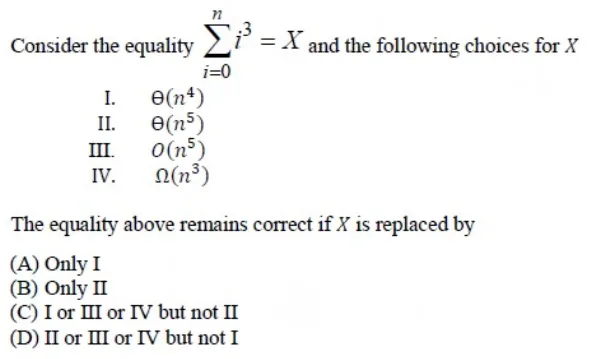 Consider the equality $\sum_{i=0}^{n} i^3 = X$ and the following choices for X
I. Θ(n⁴)
II. Θ(n⁵)
III. O(n⁵)
IV. Ω(n³)
The equality above remains correct if X is replaced by
(A) Only I
(B) Only II
(C) I or III or IV but not II
(D) II or III or IV but not I